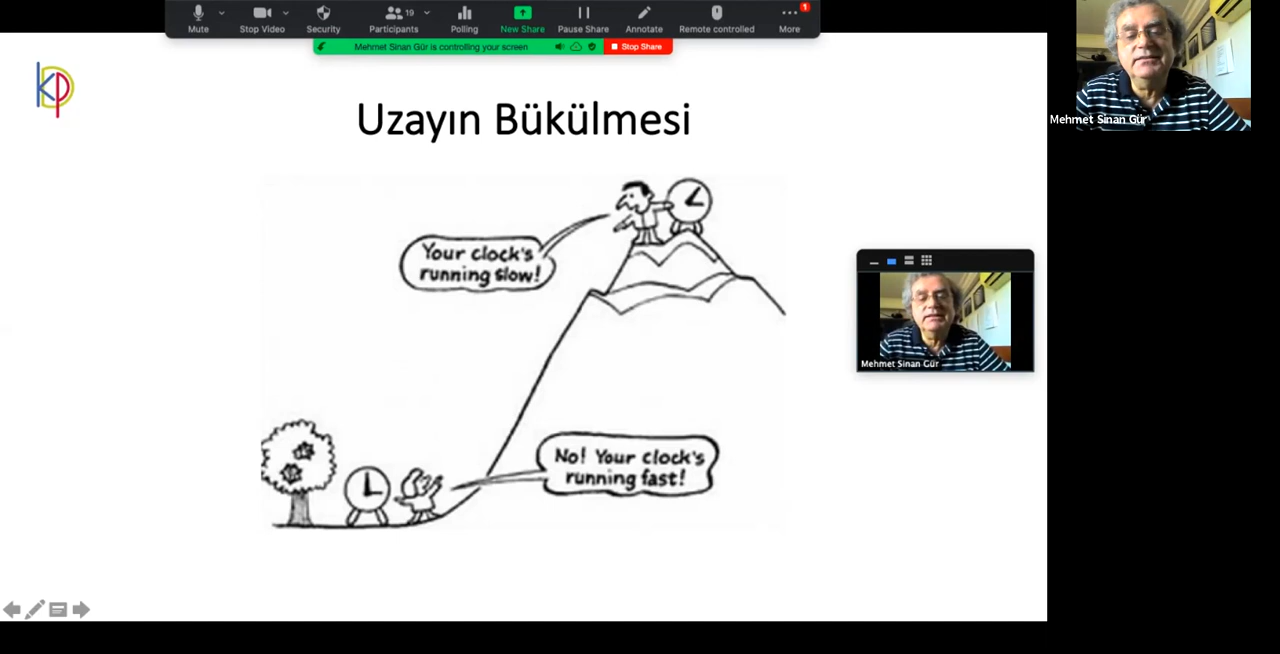 Mute
Stop Video
Security
Participants
19
Polling
New Share
Pause Share
Annotate
Remote controlled
More
1
Mehmet Sinan Gür is controlling your screen
Stop Share
kp
Uzayın Bükülmesi
Your clock's
running slow!
No! Your clock's
running fast!
Mehmet Sinan Gür
Mehmet Sinan Gür